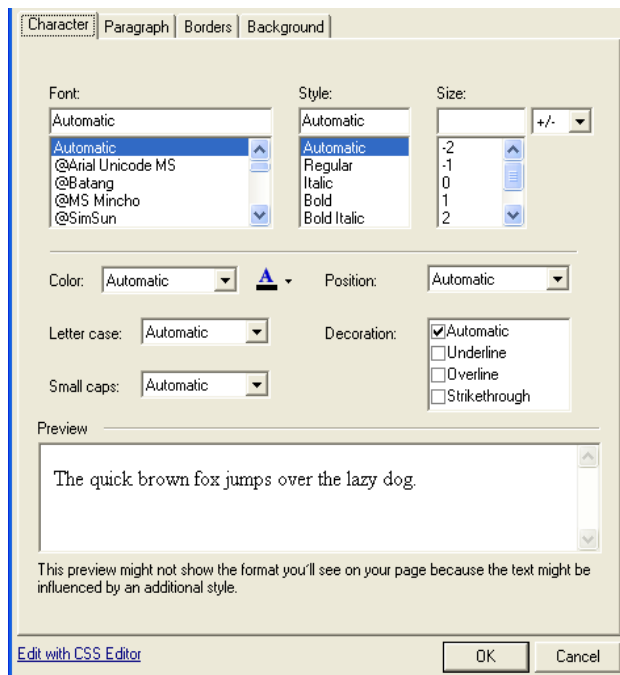 Character Paragraph Borders Background
Font: Style: Size:
Automatic Automatic +/-
Automatic Automatic -2
@Arial Unicode MS Regular -1
@Batang Italic 0
@MS Mincho Bold 1
@SimSun Bold Italic 2
Color: Automatic A Position: Automatic
Letter case: Automatic Decoration: Automatic
Underline
Small caps: Automatic Overline
Strikethrough
Preview
The quick brown fox jumps over the lazy dog.
This preview might not show the format you'll see on your page because the text might be
influenced by an additional style.
Edit with CSS Editor OK Cancel